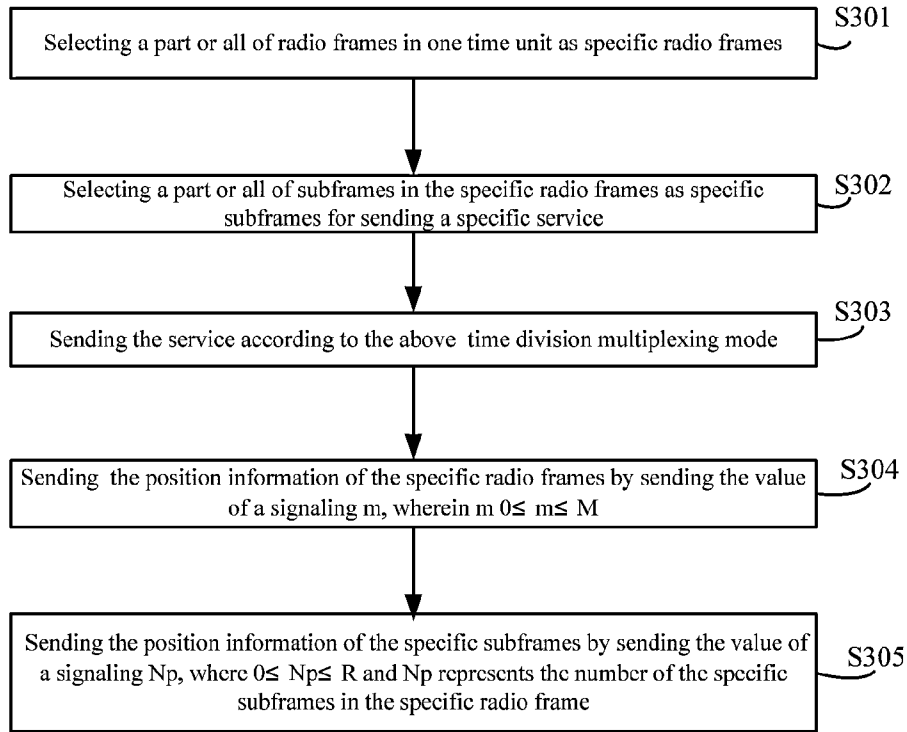 S301
Selecting a part or all of radio frames in one time unit as specific radio frames
S302
Selecting a part or all of subframes in the specific radio frames as specific
subframes for sending a specific service
S303
Sending the service according to the above time division multiplexing mode
S304
Sending the position information of the specific radio frames by sending the value
of a signaling m, wherein m 0≤ m≤ M
S305
Sending the position information of the specific subframes by sending the value of
a signaling Np, where 0≤ Np≤ R and Np represents the number of the specific
subframes in the specific radio frame